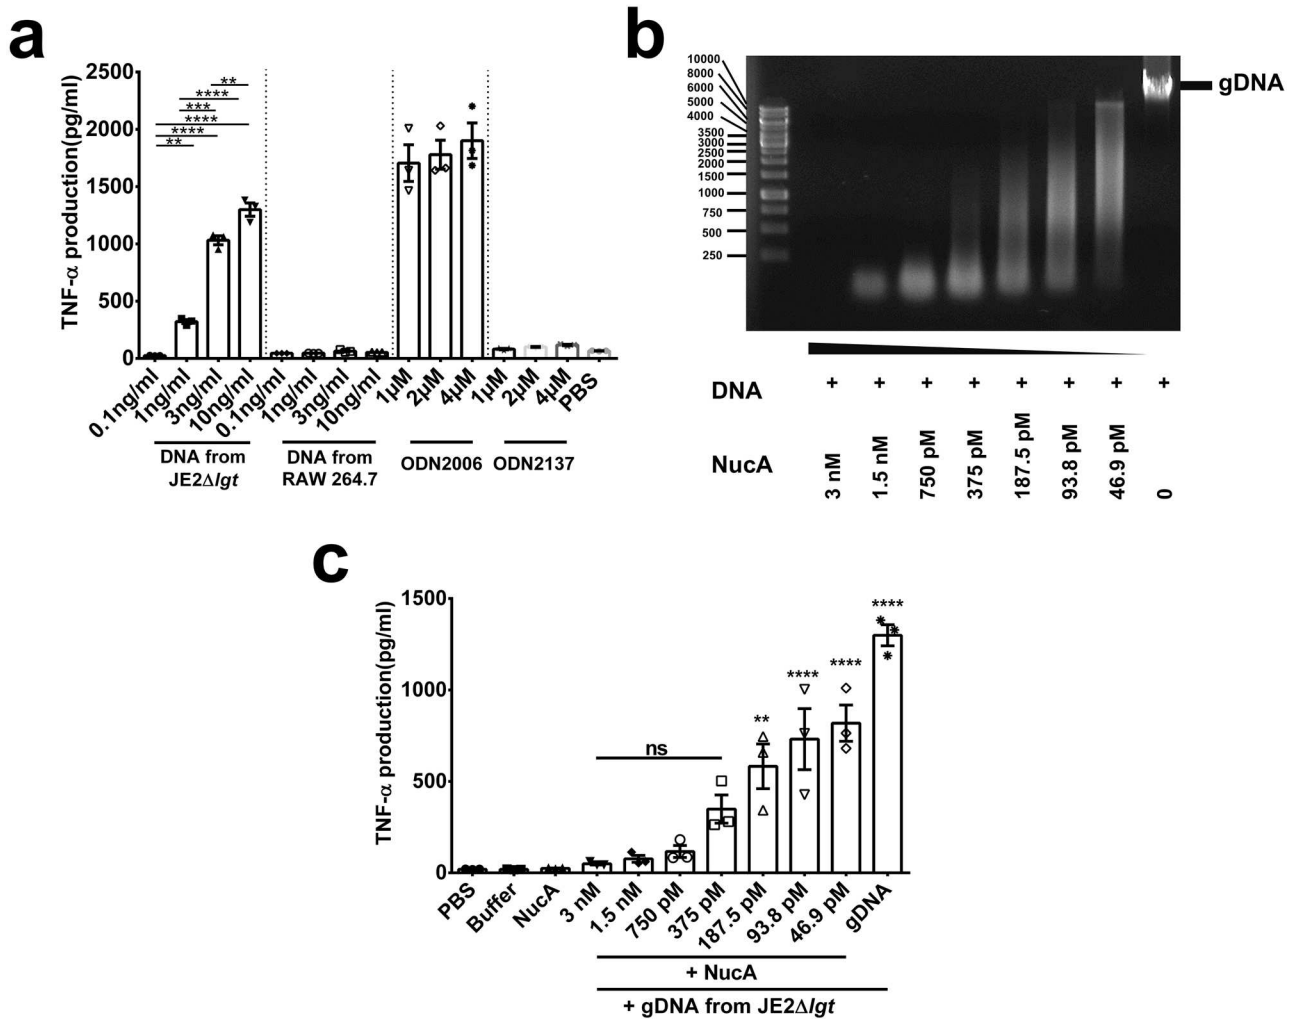 a
TNF-α production(pg/ml)
2500
2000
1500
1000
500
0
**
****
***
****
****
**
0.1ng/ml
1ng/ml
3ng/ml
10ng/ml
0.1ng/ml
1ng/ml
3ng/ml
10ng/ml
1µM
2µM
4µM
1µM
2µM
4µM
PBS
DNA from
JE2Δlgt
DNA from
RAW 264.7
ODN2006
ODN2137
b
10000
8000
6000
5000
4000
3500
3000
2500
2000
1500
1000
750
500
250
gDNA
DNA + + + + + + + +
NucA 3 nM 1.5 nM 750 pM 375 pM 187.5 pM 93.8 pM 46.9 pM 0
c
TNF-α production(pg/ml)
1500
1000
500
0
ns
**
****
****
****
PBS
Buffer
NucA
3 nM
1.5 nM
750 pM
375 pM
187.5 pM
93.8 pM
46.9 pM
gDNA
+ NucA
+ gDNA from JE2Δlgt